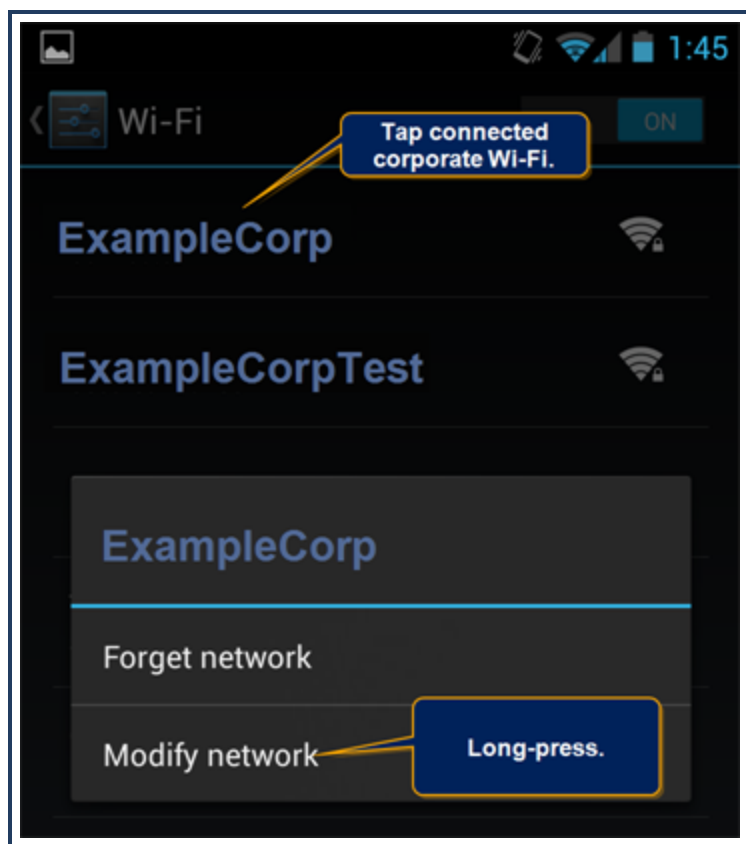 1:45
Wi-Fi
ON
Tap connected
corporate Wi-Fi.
ExampleCorp
ExampleCorpTest
ExampleCorp
Forget network
Modify network
Long-press.